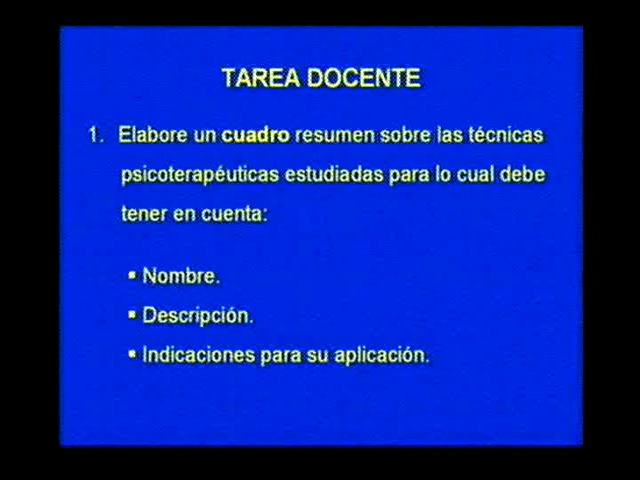 TAREA DOCENTE
1. Elabore un cuadro resumen sobre las técnicas
psicoterapéuticas estudiadas para lo cual debe
tener en cuenta:
▪ Nombre.
▪ Descripción.
▪ Indicaciones para su aplicación.